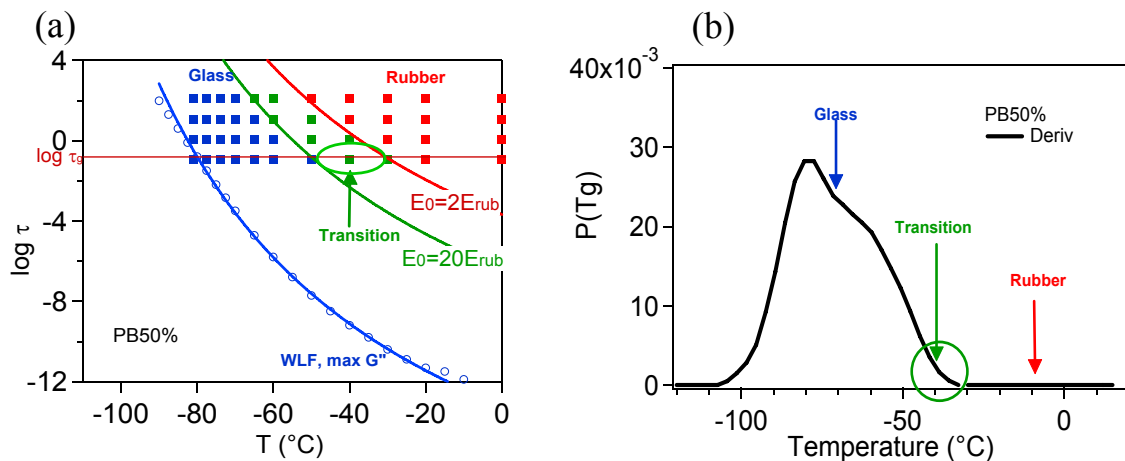 (a)
(b)
4
0
-4
-8
-12
log τ
log τg
Glass
Rubber
E0=2Erub
Transition
E0=20Erub
PB50%
WLF, max G"
-100 -80 -60 -40 -20 0
T (°C)
40x10⁻³
30
20
10
0
P(Tg)
Glass
PB50%
Deriv
Transition
Rubber
-100 -50 0
Temperature (°C)